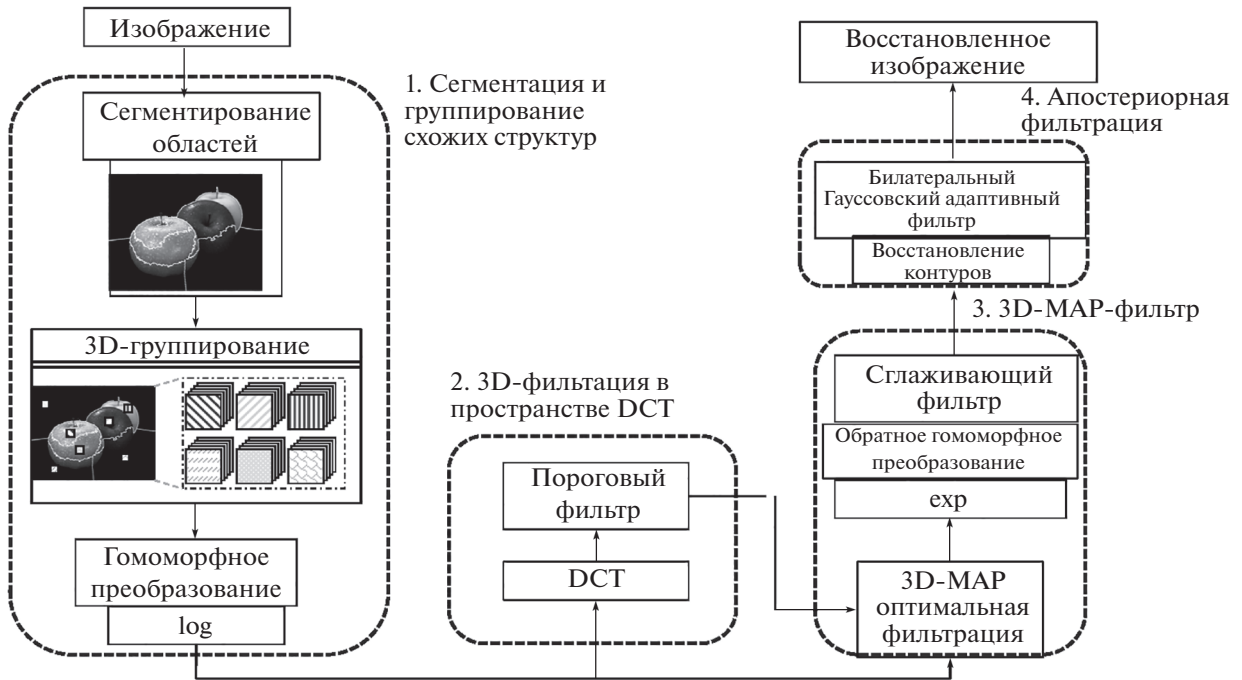 Изображение
1. Сегментация и
группирование
схожих структур
Сегментирование
областей
3D-группирование
Гомоморфное
преобразование
log
2. 3D-фильтация в
пространстве DCT
Пороговый
фильтр
DCT
Восстановленное
изображение
4. Апостериорная
фильтрация
Билатеральный
Гауссовский адаптивный
фильтр
Восстановление
контуров
3. 3D-MAP-фильтр
Сглаживающий
фильтр
Обратное гомоморфное
преобразование
exp
3D-MAP
оптимальная
фильтрация